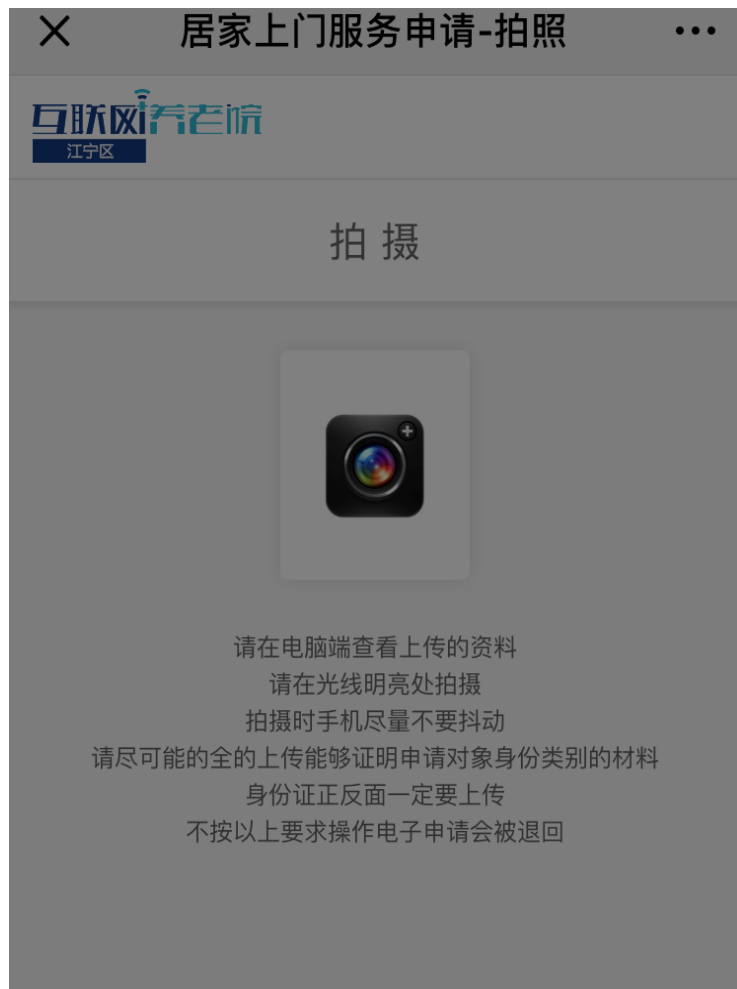 居家上门服务申请-拍照
互联网养老院
江宁区
拍 摄
请在电脑端查看上传的资料
请在光线明亮处拍摄
拍摄时手机尽量不要抖动
请尽可能的全的上传能够证明申请对象身份类别的材料
身份证正反面一定要上传
不按以上要求操作电子申请会被退回